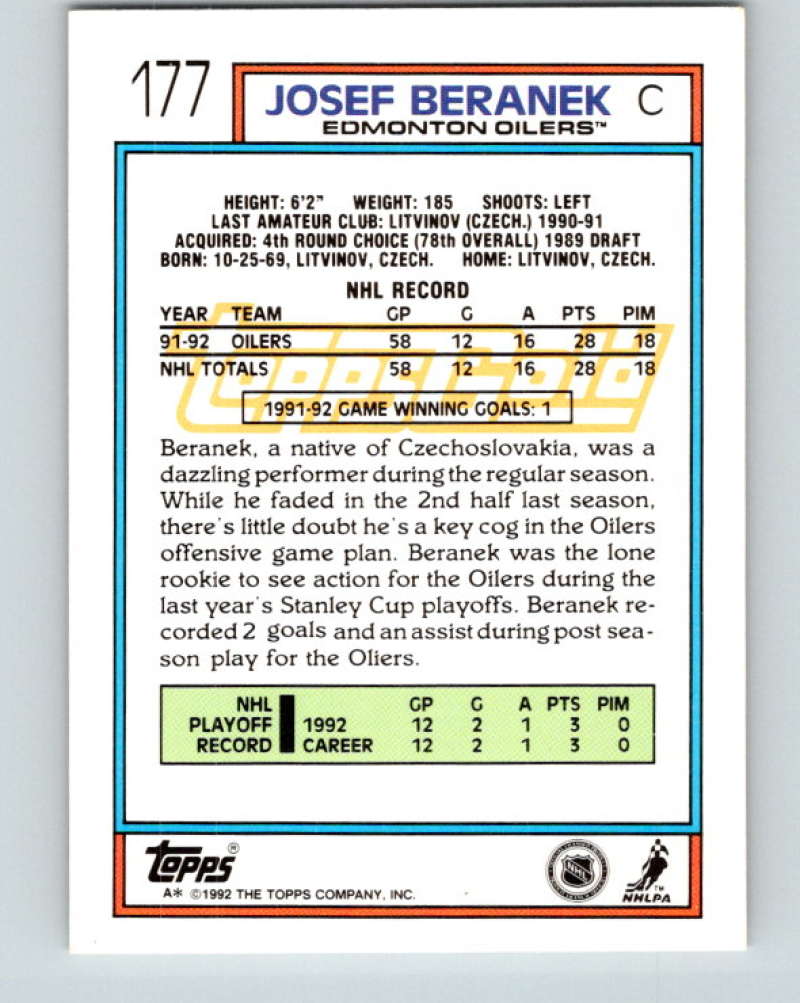 177
JOSEF BERANEK C
EDMONTON OILERS™
HEIGHT: 6'2" WEIGHT: 185 SHOOTS: LEFT
LAST AMATEUR CLUB: LITVINOV (CZECH.) 1990-91
ACQUIRED: 4th ROUND CHOICE (78th OVERALL) 1989 DRAFT
BORN: 10-25-69, LITVINOV, CZECH. HOME: LITVINOV, CZECH.
NHL RECORD
YEAR TEAM GP G A PTS PIM
91-92 OILERS 58 12 16 28 18
NHL TOTALS 58 12 16 28 18
ToppsGold
1991-92 GAME WINNING GOALS: 1
Beranek, a native of Czechoslovakia, was a
dazzling performer during the regular season.
While he faded in the 2nd half last season,
there's little doubt he's a key cog in the Oilers
offensive game plan. Beranek was the lone
rookie to see action for the Oilers during the
last year's Stanley Cup playoffs. Beranek re-
corded 2 goals and an assist during post sea-
son play for the Oliers.
NHL GP G A PTS PIM
PLAYOFF 1992 12 2 1 3 0
RECORD CAREER 12 2 1 3 0
Topps®
A* ©1992 THE TOPPS COMPANY, INC.
NHL
™
NHLPA